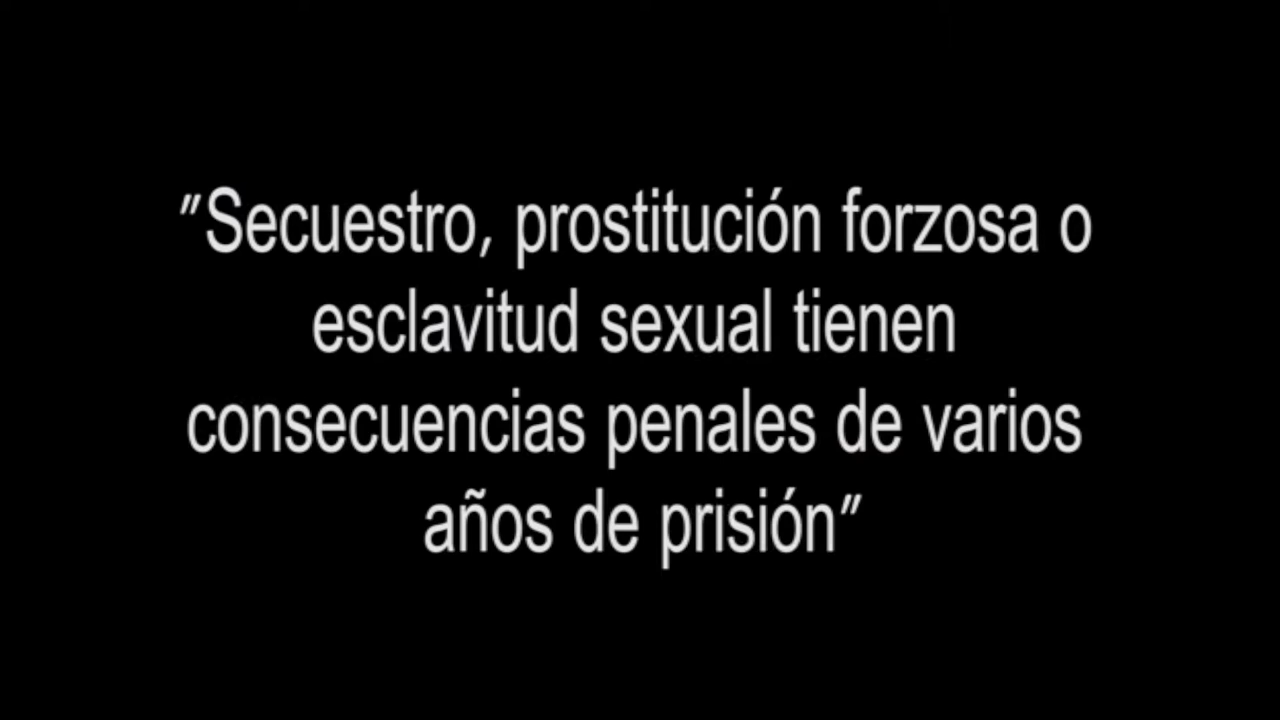 "Secuestro, prostitución forzosa o
esclavitud sexual tienen
consecuencias penales de varios
años de prisión"